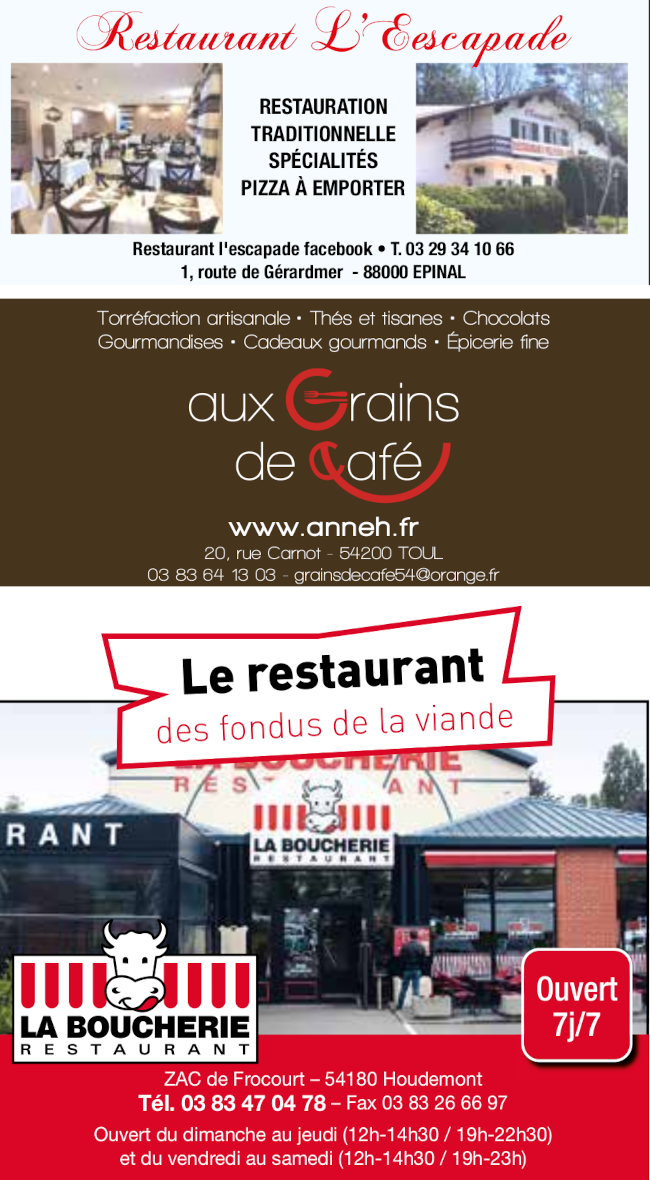 Restaurant L'Eescapade
RESTAURATION
TRADITIONNELLE
SPÉCIALITÉS
PIZZA À EMPORTER
Restaurant l'escapade facebook • T. 03 29 34 10 66
1, route de Gérardmer - 88000 EPINAL
Torréfaction artisanale • Thés et tisanes • Chocolats
Gourmandises • Cadeaux gourmands • Épicerie fine
aux Grains
de Café
www.anneh.fr
20, rue Carnot - 54200 TOUL
03 83 64 13 03 - grainsdecafe54@orange.fr
Le restaurant
des fondus de la viande
LA BOUCHERIE
REST ANT
RANT
LA BOUCHERIE
RESTAURANT
LA BOUCHERIE
RESTAURANT
Ouvert
7j/7
ZAC de Frocourt – 54180 Houdemont
Tél. 03 83 47 04 78 – Fax 03 83 26 66 97
Ouvert du dimanche au jeudi (12h-14h30 / 19h-22h30)
et du vendredi au samedi (12h-14h30 / 19h-23h)